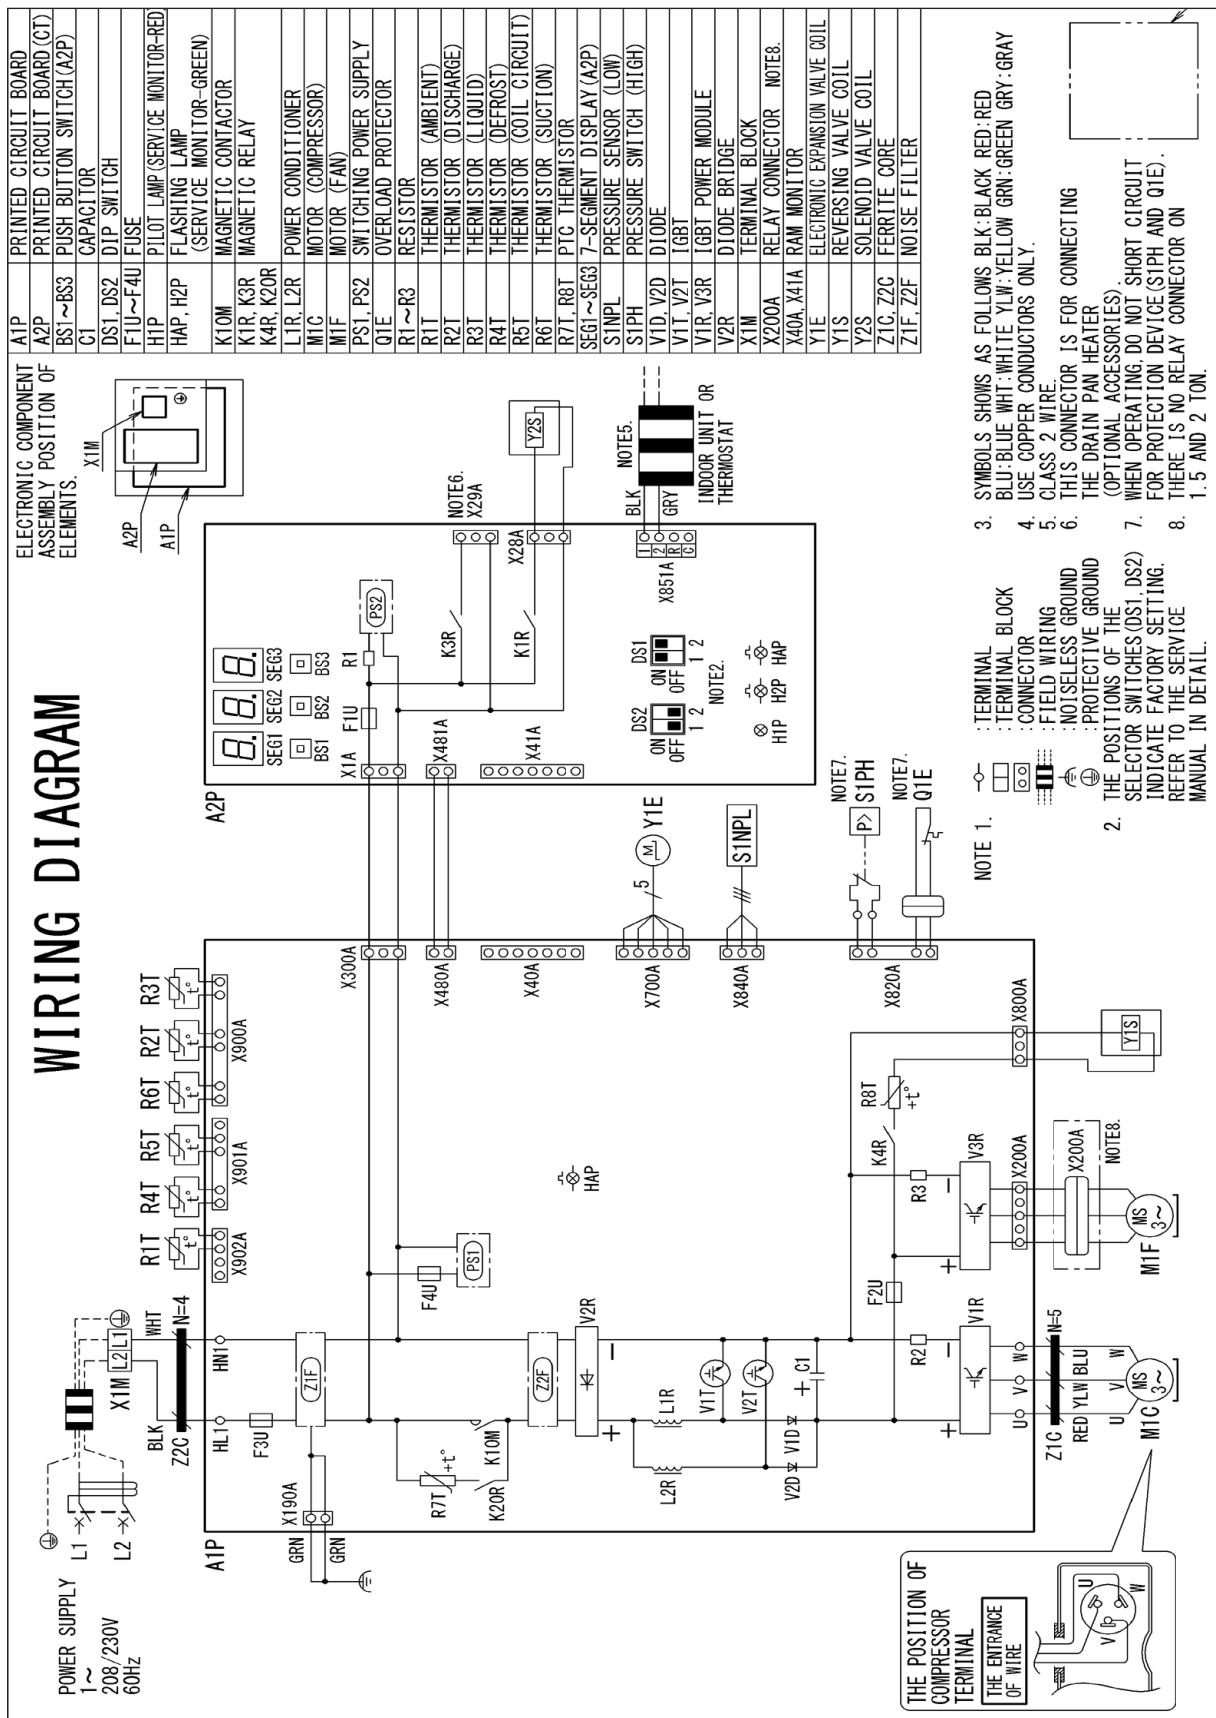 WIRING DIAGRAM
POWER SUPPLY
1~
208/230V
60Hz
L1
L2
X1M
L2 L1
BLK
WHT
Z2C
N=4
HL1
HN1
F3U
Z1F
X190A
GRN
GRN
A1P
R1T
t°
R4T
t°
R5T
t°
R6T
t°
R2T
t°
R3T
t°
X902A
X901A
X900A
F4U
PS1
HAP
R7T
+t°
K10M
K20R
Z2F
V2R
+
-
L1R
L2R
V1T
V2T
V1D
V2D
+
C1
R2
F2U
V1R
+
-
U
V
W
Z1C
N=5
RED
YLW
BLU
U
V
W
MS
3~
M1C
K4R
R8T
+t°
R3
V3R
+
-
X200A
X200A
NOTE8.
MS
3~
M1F
X800A
Y1S
X300A
X480A
X40A
X700A
5
M
Y1E
X840A
S1NPL
X820A
NOTE7.
P>
S1PH
NOTE7.
Q1E
A2P
SEG1
SEG2
SEG3
BS1
BS2
BS3
X1A
F1U
R1
PS2
X481A
X41A
K3R
K1R
NOTE6.
X29A
X28A
Y2S
DS2
ON
OFF
1 2
DS1
ON
OFF
1 2
NOTE2.
H1P
H2P
HAP
X851A
1
2
R
C
BLK
GRY
NOTE5.
INDOOR UNIT OR
THERMOSTAT
ELECTRONIC COMPONENT
ASSEMBLY POSITION OF
ELEMENTS.
X1M
A2P
A1P
A1P PRINTED CIRCUIT BOARD
A2P PRINTED CIRCUIT BOARD(CT)
BS1~BS3 PUSH BUTTON SWITCH(A2P)
C1 CAPACITOR
DS1, DS2 DIP SWITCH
F1U~F4U FUSE
H1P PILOT LAMP(SERVICE MONITOR-RED)
HAP, H2P FLASHING LAMP
(SERVICE MONITOR-GREEN)
K10M MAGNETIC CONTACTOR
K1R, K3R MAGNETIC RELAY
K4R, K20R
L1R, L2R POWER CONDITIONER
M1C MOTOR (COMPRESSOR)
M1F MOTOR (FAN)
PS1, PS2 SWITCHING POWER SUPPLY
Q1E OVERLOAD PROTECTOR
R1~R3 RESISTOR
R1T THERMISTOR (AMBIENT)
R2T THERMISTOR (DISCHARGE)
R3T THERMISTOR (LIQUID)
R4T THERMISTOR (DEFROST)
R5T THERMISTOR (COIL CIRCUIT)
R6T THERMISTOR (SUCTION)
R7T, R8T PTC THERMISTOR
SEG1~SEG3 7-SEGMENT DISPLAY(A2P)
S1NPL PRESSURE SENSOR (LOW)
S1PH PRESSURE SWITCH (HIGH)
V1D, V2D DIODE
V1T, V2T IGBT
V1R, V3R IGBT POWER MODULE
V2R DIODE BRIDGE
X1M TERMINAL BLOCK
X200A RELAY CONNECTOR NOTE8.
X40A, X41A RAM MONITOR
Y1E ELECTRONIC EXPANSION VALVE COIL
Y1S REVERSING VALVE COIL
Y2S SOLENOID VALVE COIL
Z1C, Z2C FERRITE CORE
Z1F, Z2F NOISE FILTER
THE POSITION OF
COMPRESSOR
TERMINAL
THE ENTRANCE
OF WIRE
U
V
W
NOTE 1.
:TERMINAL
:TERMINAL BLOCK
:CONNECTOR
:FIELD WIRING
:NOISELESS GROUND
:PROTECTIVE GROUND
2. THE POSITIONS OF THE
SELECTOR SWITCHES(DS1, DS2)
INDICATE FACTORY SETTING.
REFER TO THE SERVICE
MANUAL IN DETAIL.
3. SYMBOLS SHOWS AS FOLLOWS BLK:BLACK RED:RED
BLU:BLUE WHT:WHITE YLW:YELLOW GRN:GREEN GRY:GRAY
4. USE COPPER CONDUCTORS ONLY.
5. CLASS 2 WIRE.
6. THIS CONNECTOR IS FOR CONNECTING
THE DRAIN PAN HEATER
(OPTIONAL ACCESSORIES).
7. WHEN OPERATING, DO NOT SHORT CIRCUIT
FOR PROTECTION DEVICE(S1PH AND Q1E).
8. THERE IS NO RELAY CONNECTOR ON
1.5 AND 2 TON.